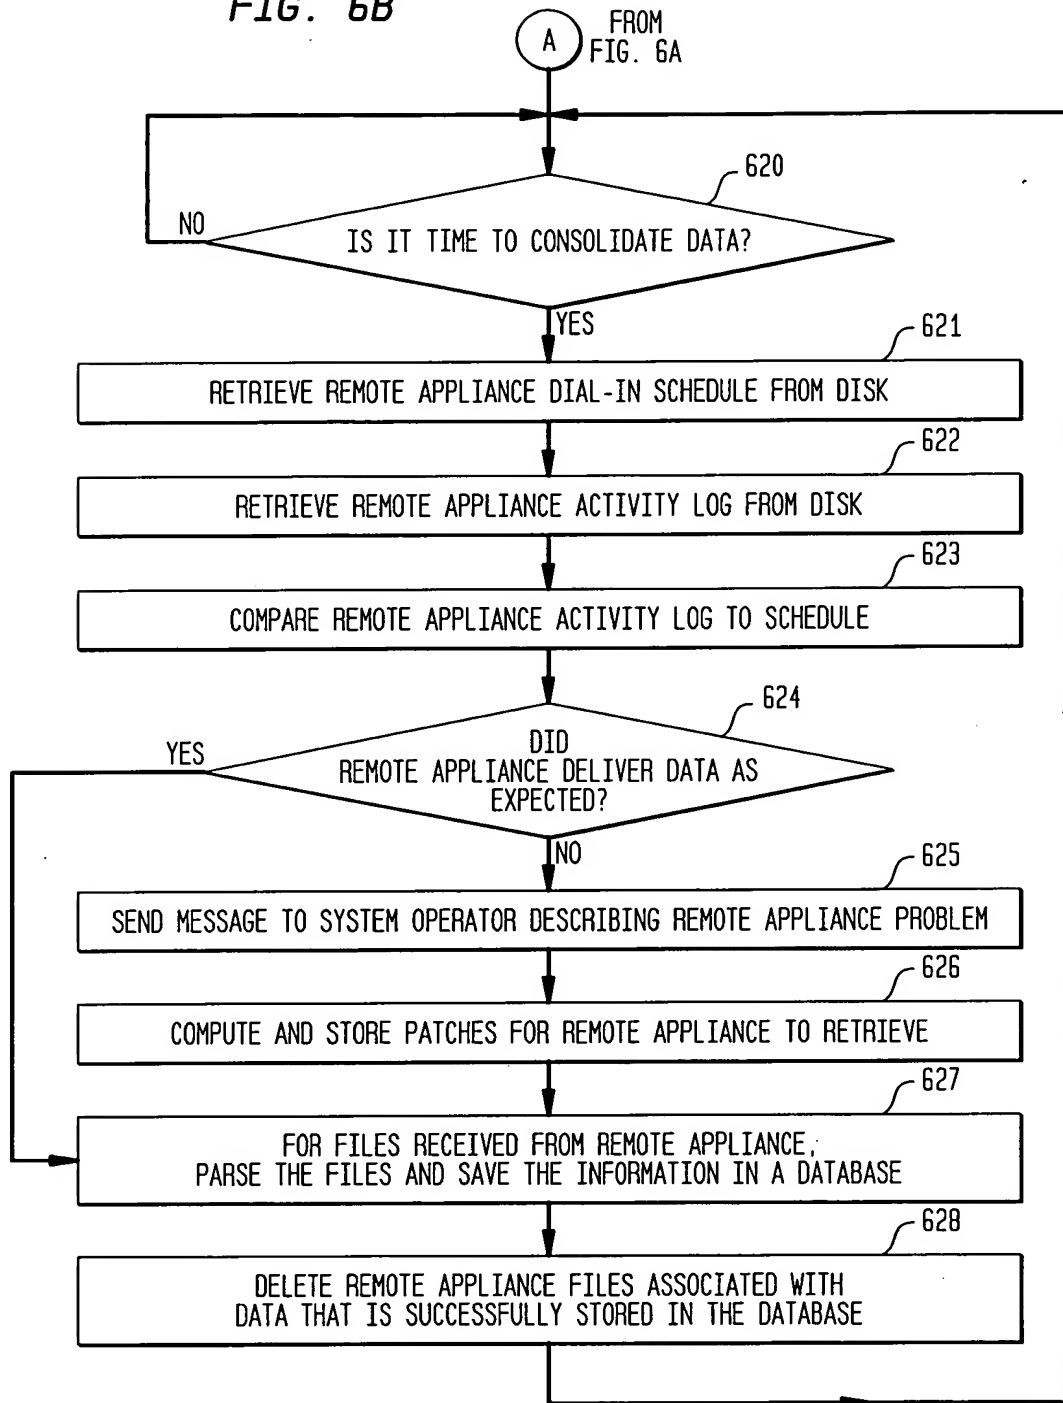 FIG. 6B
A
FROM
FIG. 6A
620
NO
IS IT TIME TO CONSOLIDATE DATA?
YES
621
RETRIEVE REMOTE APPLIANCE DIAL-IN SCHEDULE FROM DISK
622
RETRIEVE REMOTE APPLIANCE ACTIVITY LOG FROM DISK
623
COMPARE REMOTE APPLIANCE ACTIVITY LOG TO SCHEDULE
624
YES
DID
REMOTE APPLIANCE DELIVER DATA AS
EXPECTED?
NO
625
SEND MESSAGE TO SYSTEM OPERATOR DESCRIBING REMOTE APPLIANCE PROBLEM
626
COMPUTE AND STORE PATCHES FOR REMOTE APPLIANCE TO RETRIEVE
627
FOR FILES RECEIVED FROM REMOTE APPLIANCE,
PARSE THE FILES AND SAVE THE INFORMATION IN A DATABASE
628
DELETE REMOTE APPLIANCE FILES ASSOCIATED WITH
DATA THAT IS SUCCESSFULLY STORED IN THE DATABASE